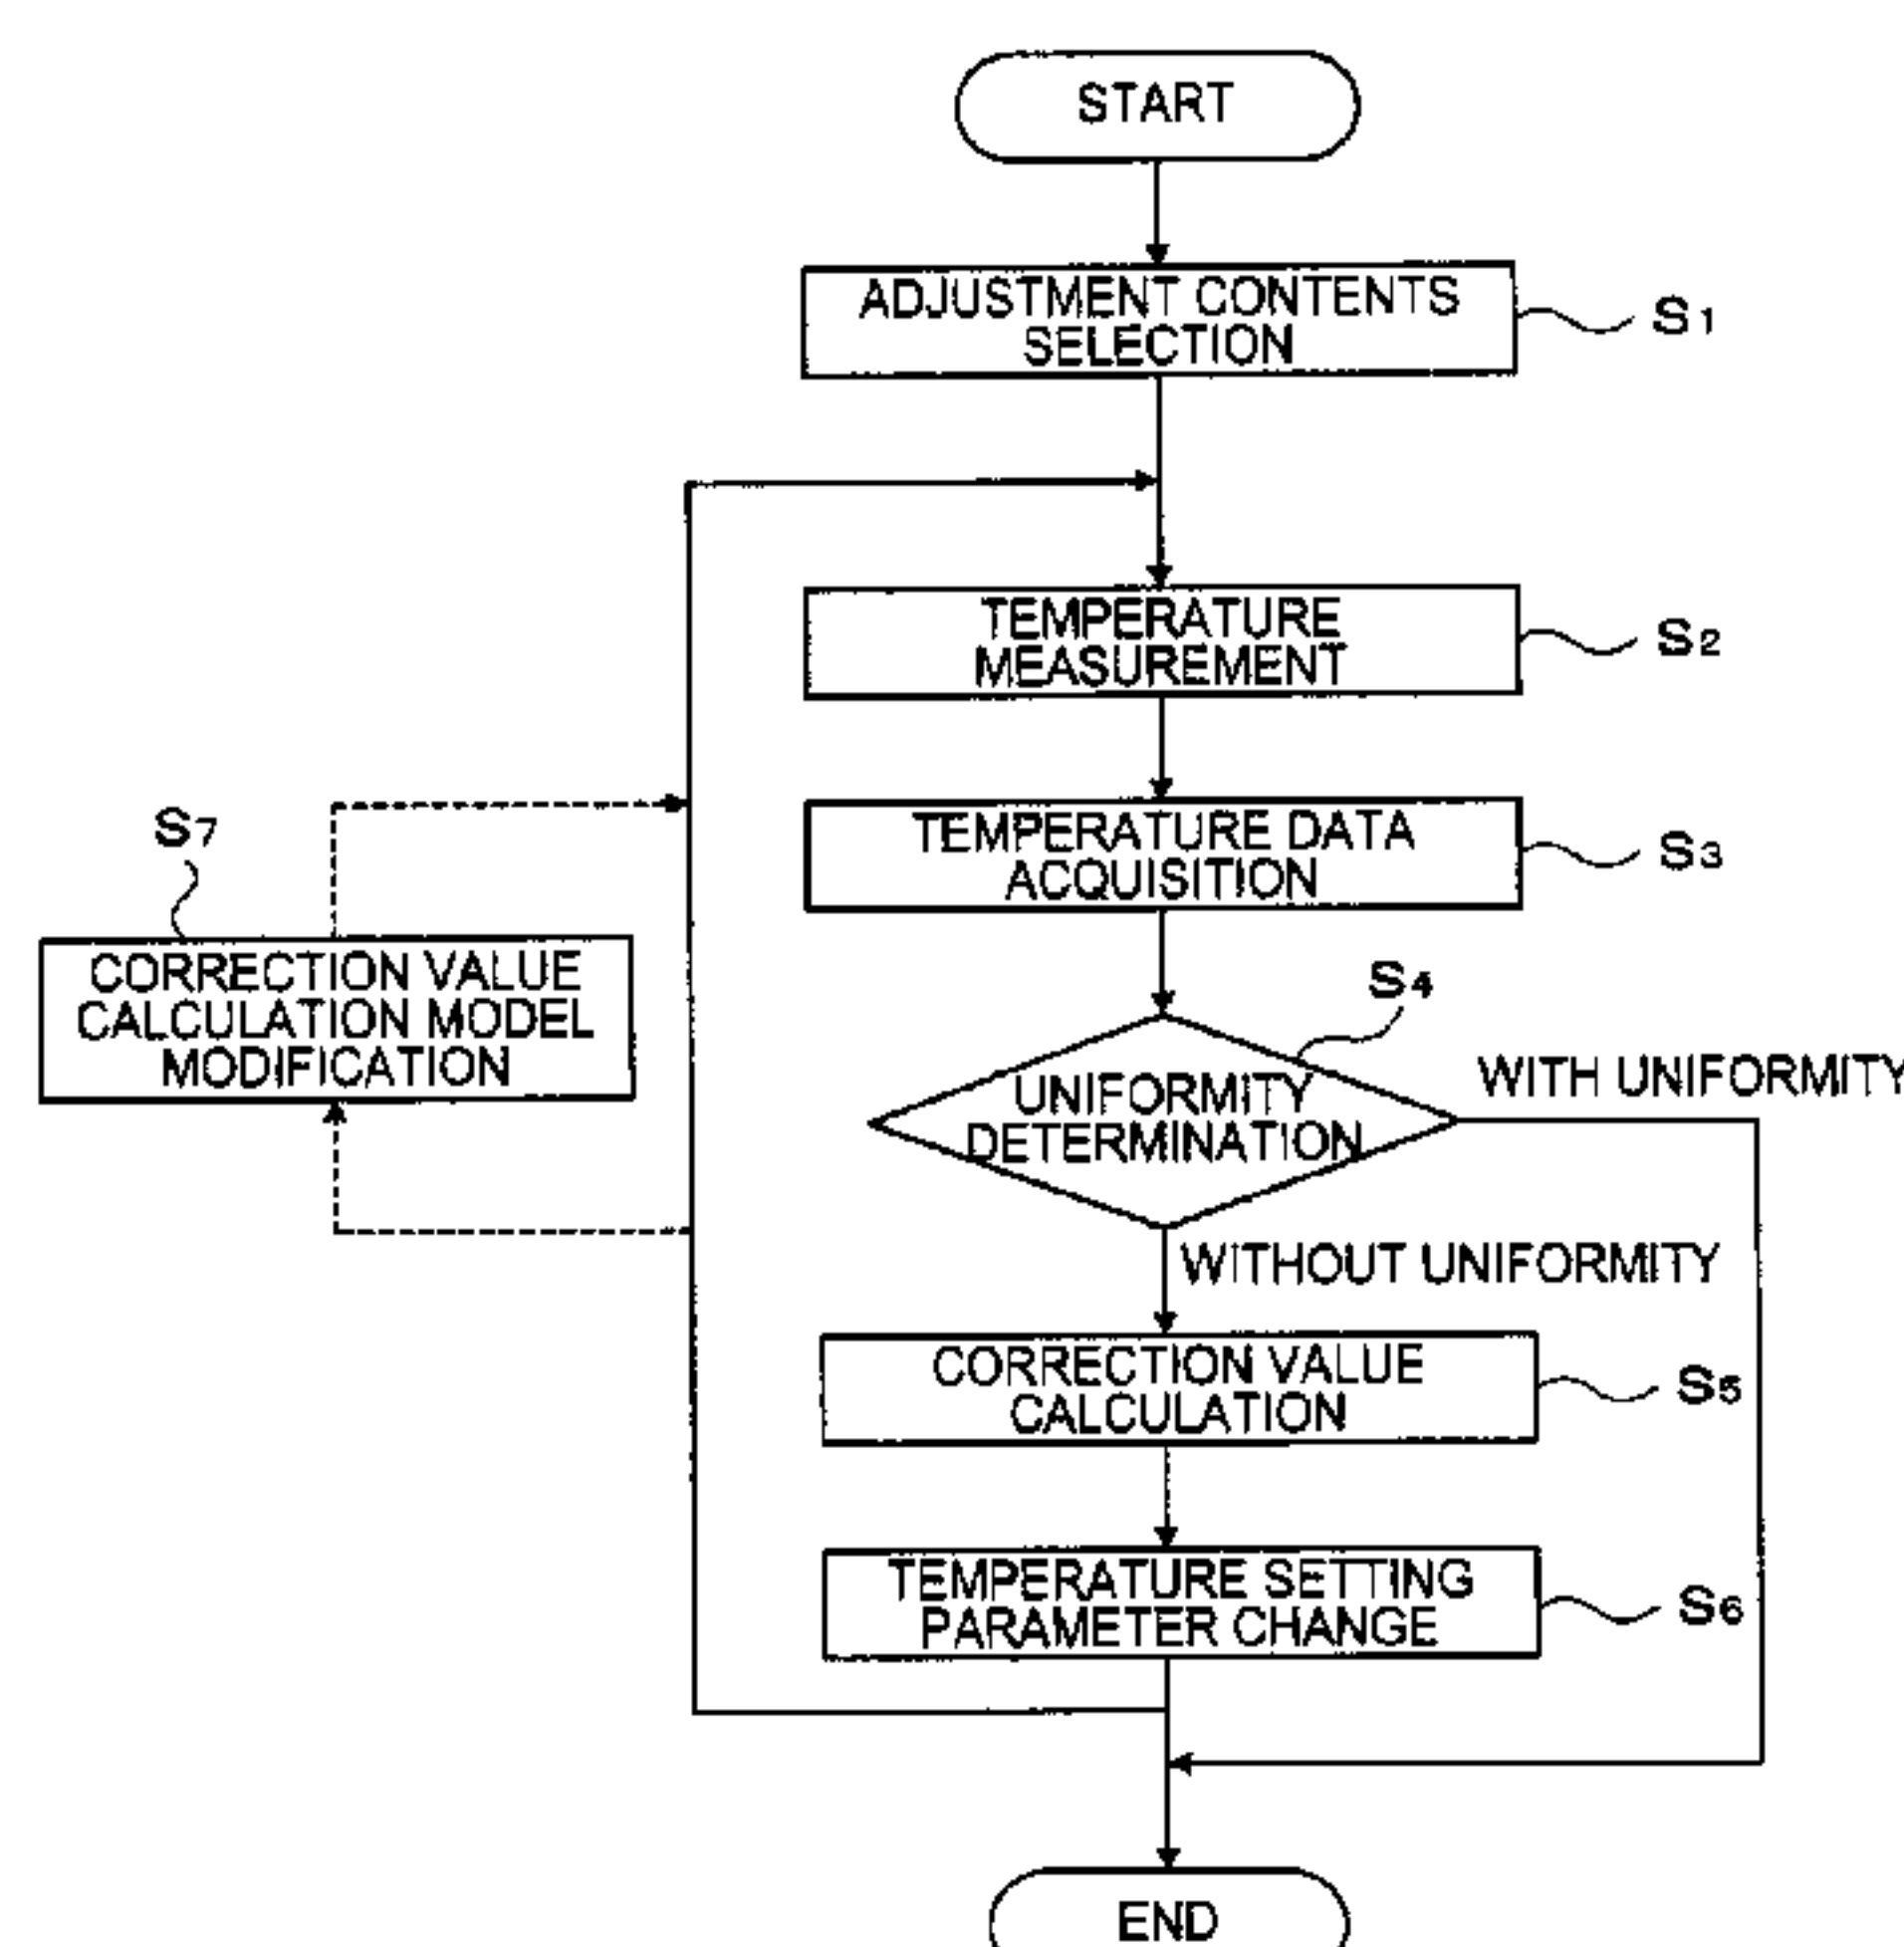 START
ADJUSTMENT CONTENTS
SELECTION
S1
TEMPERATURE
MEASUREMENT
S2
TEMPERATURE DATA
ACQUISITION
S3
S7
CORRECTION VALUE
CALCULATION MODEL
MODIFICATION
S4
UNIFORMITY
DETERMINATION
WITH UNIFORMITY
WITHOUT UNIFORMITY
CORRECTION VALUE
CALCULATION
S5
TEMPERATURE SETTING
PARAMETER CHANGE
S6
END